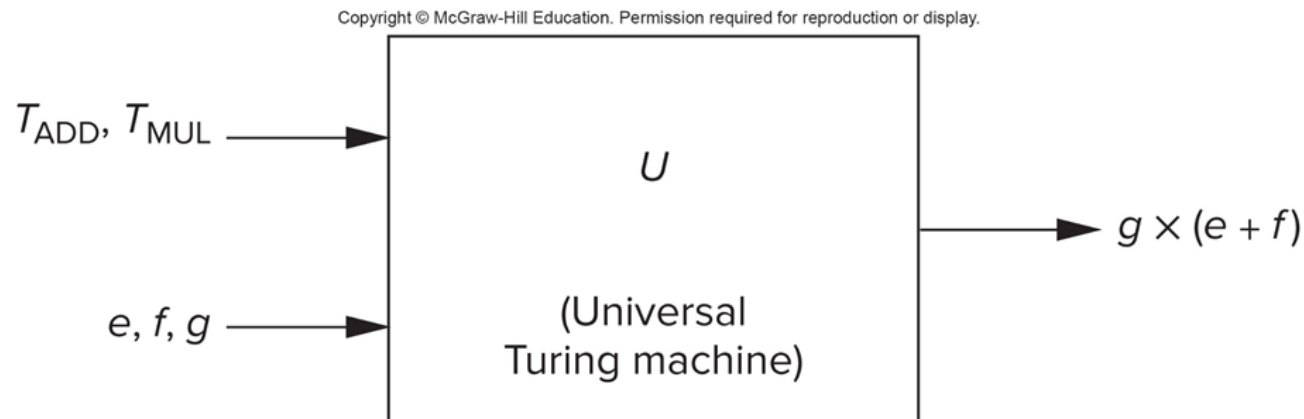 Copyright © McGraw-Hill Education. Permission required for reproduction or display.
T_ADD, T_MUL
U
g × (e + f)
e, f, g
(Universal
Turing machine)